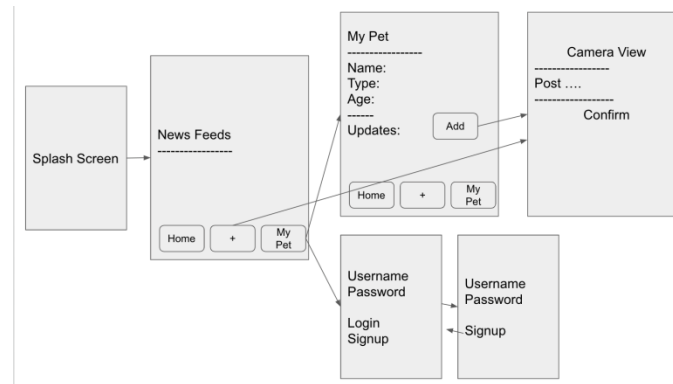 Splash Screen
News Feeds
-----------------
Home
+
My
Pet
My Pet
-----------------
Name:
Type:
Age:
------
Updates:
Add
Home
+
My
Pet
Camera View
-----------------
Post ....
------------------
Confirm
Username
Password
Login
Signup
Username
Password
Signup